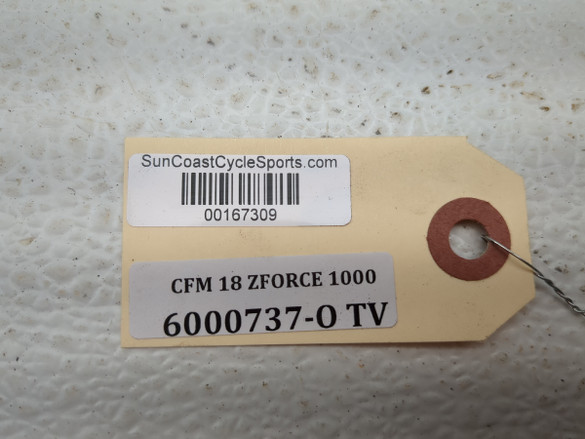 SunCoastCycleSports.com
00167309
CFM 18 ZFORCE 1000
6000737-O TV